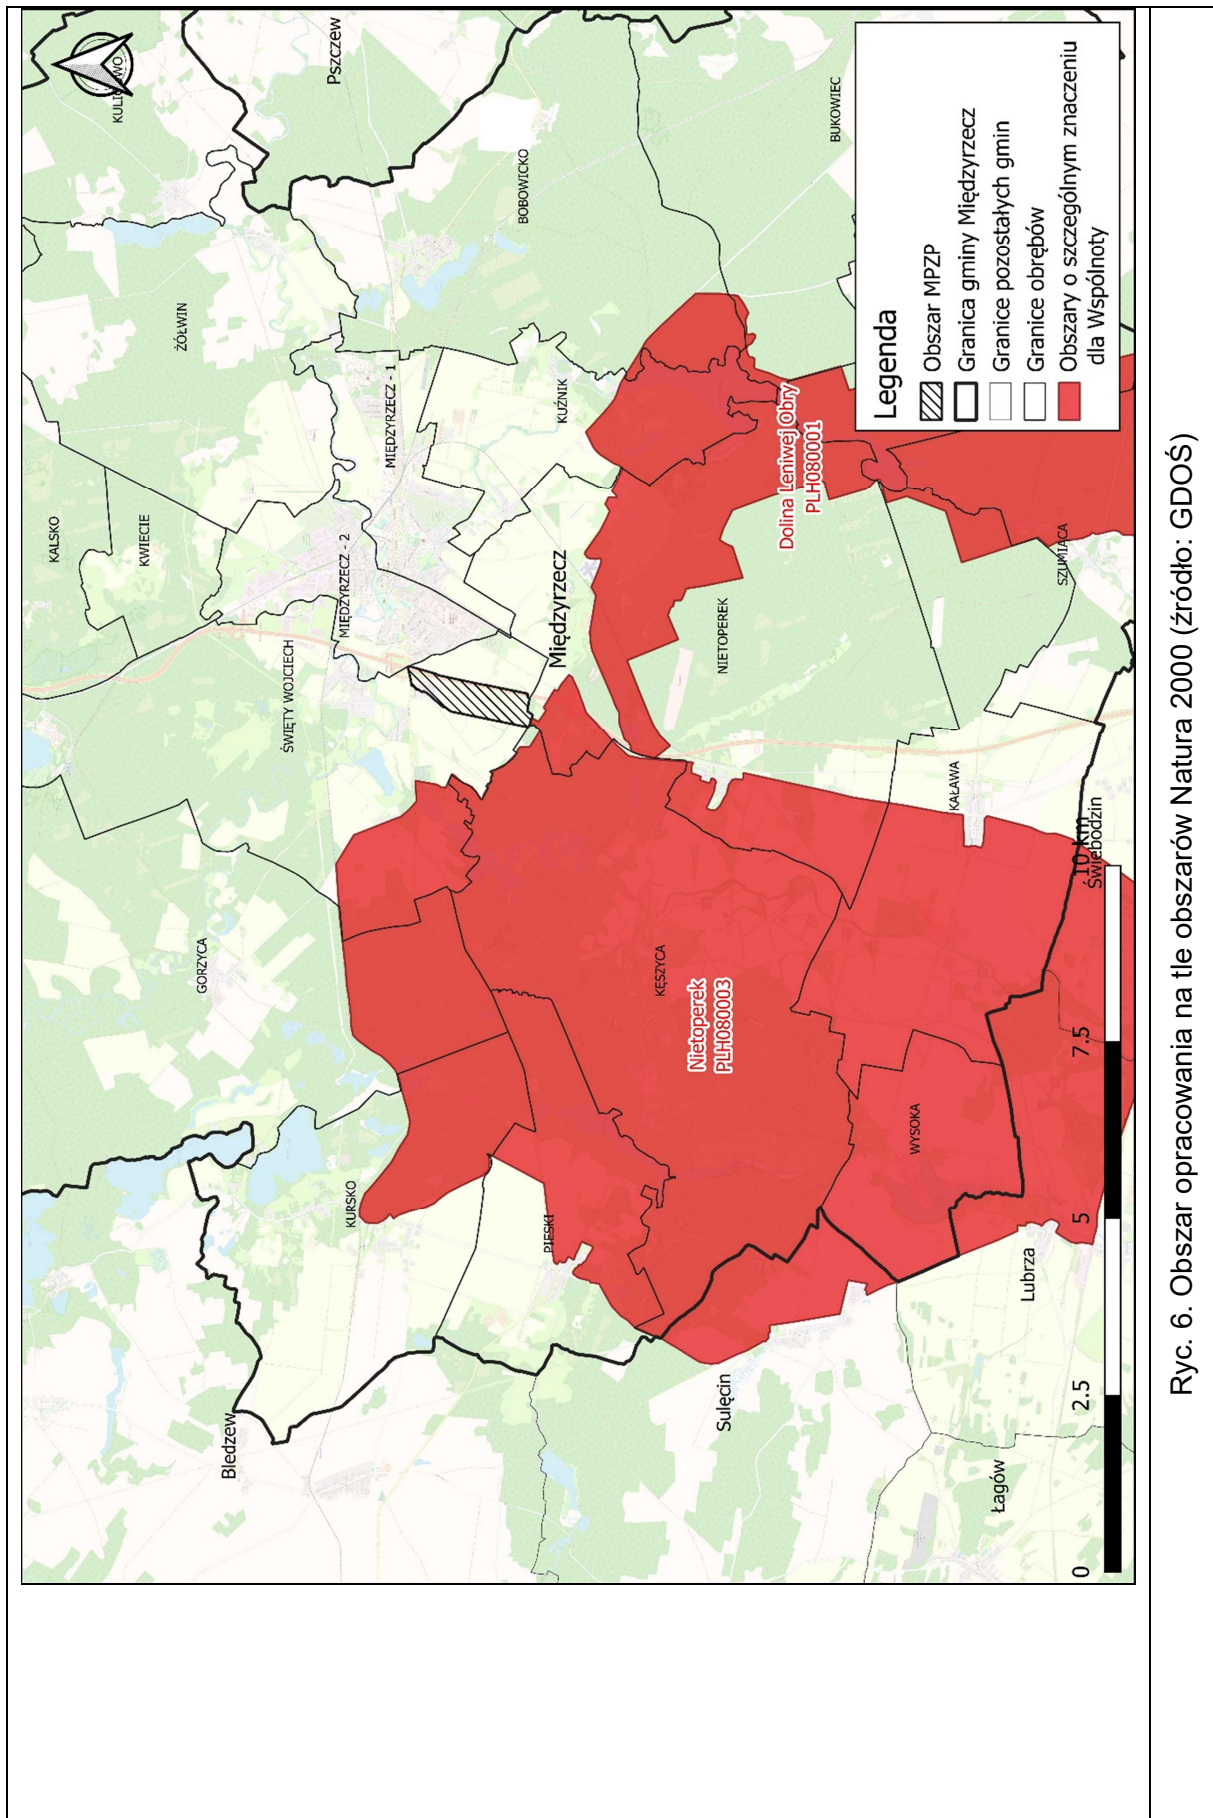 KULIGOWO
Pszczew
ŻÓŁWIN
BOBOWICKO
BUKOWIEC
KALSKO
KWIECIE
MIĘDZYRZECZ - 1
MIĘDZYRZECZ - 2
KUŹNIK
ŚWIĘTY WOJCIECH
Międzyrzecz
Dolina Leniwej Obry
PLH080001
NIETOPEREK
SZUMIĄCA
GORZYCA
KĘSZYCA
Nietoperek
PLH080003
KAŁAWA
Świebodzin
KURSKO
PIESKI
WYSOKA
Bledzew
Sulęcin
Lubrza
Łagów
0
2.5
5
7.5
10 km
Legenda
Obszar MPZP
Granica gminy Międzyrzecz
Granice pozostałych gmin
Granice obrębów
Obszary o szczególnym znaczeniu
dla Wspólnoty
Ryc. 6. Obszar opracowania na tle obszarów Natura 2000 (źródło: GDOŚ)